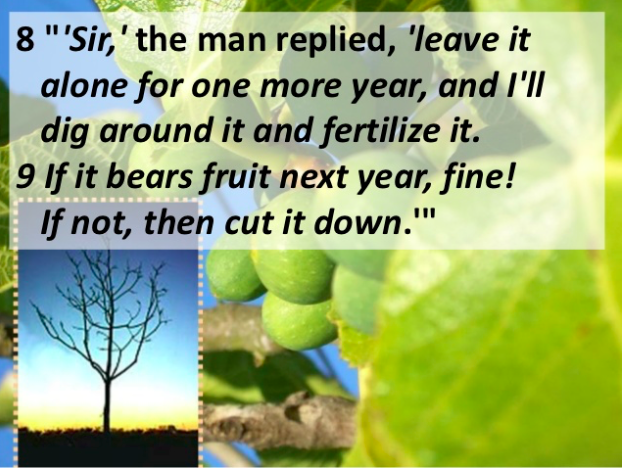 8 "'Sir,' the man replied, 'leave it
alone for one more year, and I'll
dig around it and fertilize it.
9 If it bears fruit next year, fine!
If not, then cut it down.'"